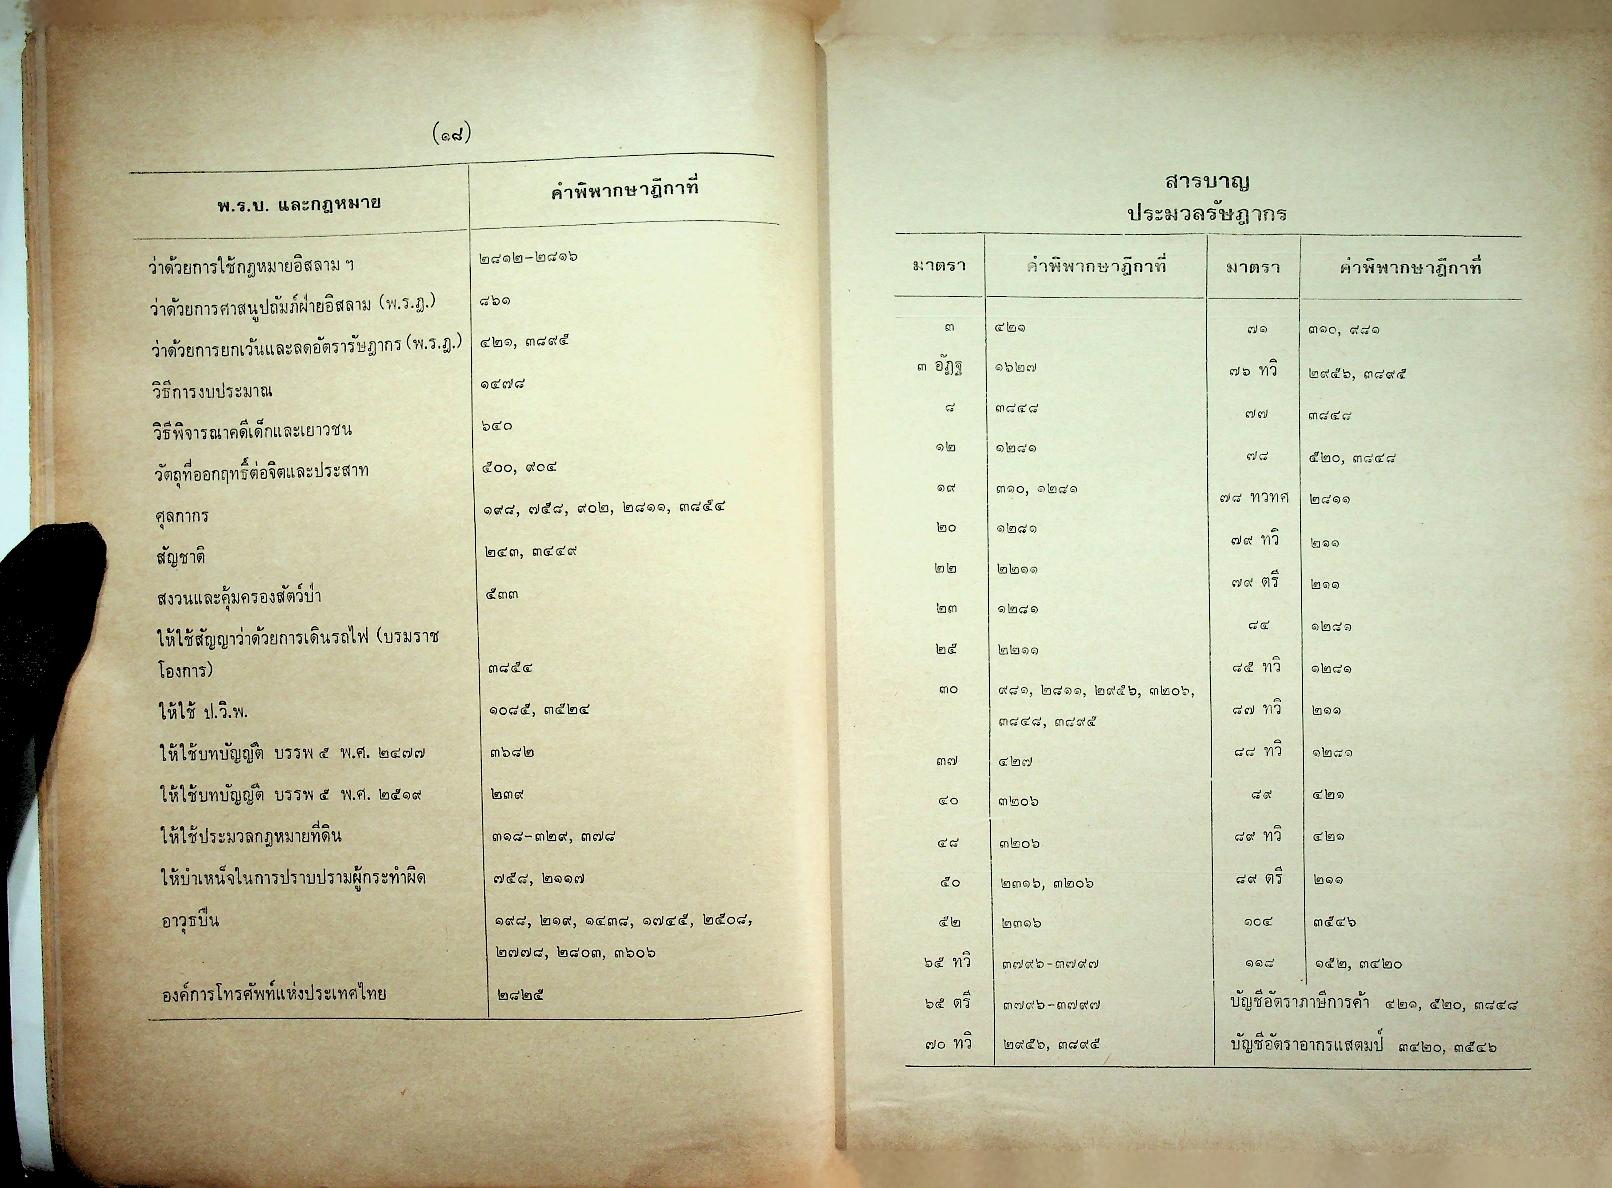 (๑๘)
พ.ร.บ. และกฎหมาย คำพิพากษาฎีกาที่
ว่าด้วยการใช้กฎหมายอิสลาม ฯ ๒๘๑๒-๒๘๑๖
ว่าด้วยการศาสนูปถัมภ์ฝ่ายอิสลาม (พ.ร.ฎ.) ๘๖๑
ว่าด้วยการยกเว้นและลดอัตรารัษฎากร (พ.ร.ฎ.) ๔๒๑, ๓๘๙๕
วิธีการงบประมาณ ๑๔๗๘
วิธีพิจารณาคดีเด็กและเยาวชน ๖๔๐
วัตถุที่ออกฤทธิ์ต่อจิตและประสาท ๕๐๐, ๙๐๔
ศุลกากร ๑๙๘, ๗๕๘, ๙๐๒, ๒๘๑๑, ๓๘๕๔
สัญชาติ ๒๔๓, ๓๔๔๙
สงวนและคุ้มครองสัตว์ป่า ๕๓๓
ให้ใช้สัญญาว่าด้วยการเดินรถไฟ (บรมราช
โองการ) ๓๘๕๔
ให้ใช้ ป.วิ.พ. ๑๐๘๕, ๓๕๒๔
ให้ใช้บทบัญญัติ บรรพ ๕ พ.ศ. ๒๔๗๗ ๓๖๘๒
ให้ใช้บทบัญญัติ บรรพ ๕ พ.ศ. ๒๕๑๙ ๒๓๙
ให้ใช้ประมวลกฎหมายที่ดิน ๓๑๘-๓๒๙, ๓๗๘
ให้บำเหน็จในการปราบปรามผู้กระทำผิด ๗๕๘, ๒๑๑๗
อาวุธปืน ๑๙๘, ๒๑๙, ๑๔๓๘, ๑๗๔๕, ๒๕๐๘,
๒๗๗๘, ๒๘๐๓, ๓๖๐๖
องค์การโทรศัพท์แห่งประเทศไทย ๒๘๒๕
สารบาญ
ประมวลรัษฎากร
มาตรา คำพิพากษาฎีกาที่ มาตรา คำพิพากษาฎีกาที่
๓ ๔๒๑ ๗๑ ๓๑๐, ๙๘๑
๓ อัฏฐ ๑๖๒๗ ๗๖ ทวิ ๒๙๕๖, ๓๘๙๕
๘ ๓๘๔๘ ๗๗ ๓๘๔๘
๑๒ ๑๒๘๑ ๗๘ ๕๒๐, ๓๘๔๘
๑๙ ๓๑๐, ๑๒๘๑ ๗๘ ทวาทศ ๒๘๑๑
๒๐ ๑๒๘๑ ๗๙ ทวิ ๒๑๑
๒๒ ๒๒๑๑ ๗๙ ตรี ๒๑๑
๒๓ ๑๒๘๑ ๘๔ ๑๒๘๑
๒๕ ๒๒๑๑ ๘๕ ทวิ ๑๒๘๑
๓๐ ๙๘๑, ๒๘๑๑, ๒๙๕๖, ๓๒๐๖, ๘๗ ทวิ ๒๑๑
๓๘๔๘, ๓๘๙๕
๓๗ ๔๒๗ ๘๘ ทวิ ๑๒๘๑
๔๐ ๓๒๐๖ ๘๙ ๔๒๑
๔๘ ๓๒๐๖ ๘๙ ทวิ ๔๒๑
๕๐ ๒๓๑๖, ๓๒๐๖ ๘๙ ตรี ๒๑๑
๕๒ ๒๓๑๖ ๑๐๔ ๓๕๔๖
๖๕ ทวิ ๓๗๙๖-๓๗๙๗ ๑๑๘ ๑๕๒, ๓๔๒๐
๖๕ ตรี ๓๗๙๖-๓๗๙๗ บัญชีอัตราภาษีการค้า ๔๒๑, ๕๒๐, ๓๘๔๘
๗๐ ทวิ ๒๙๕๖, ๓๘๙๕ บัญชีอัตราอากรแสตมป์ ๓๔๒๐, ๓๕๔๖